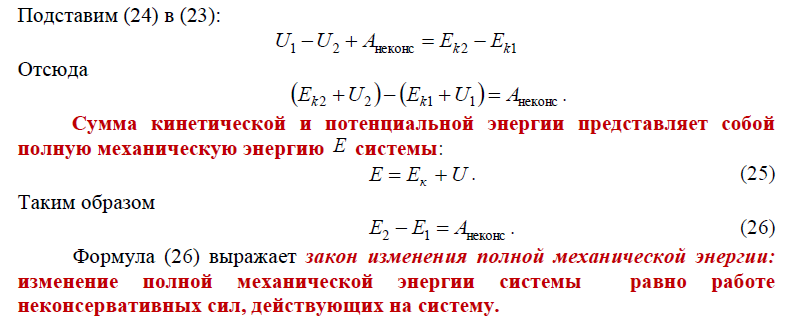 Подставим (24) в (23):
U₁ – U₂ + Aнеконс = Eₖ₂ – Eₖ₁
Отсюда
(Eₖ₂ + U₂) – (Eₖ₁ + U₁) = Aнеконс .
Сумма кинетической и потенциальной энергии представляет собой
полную механическую энергию E системы:
E = Eк + U . (25)
Таким образом
E₂ – E₁ = Aнеконс . (26)
Формула (26) выражает закон изменения полной механической энергии:
изменение полной механической энергии системы равно работе
неконсервативных сил, действующих на систему.